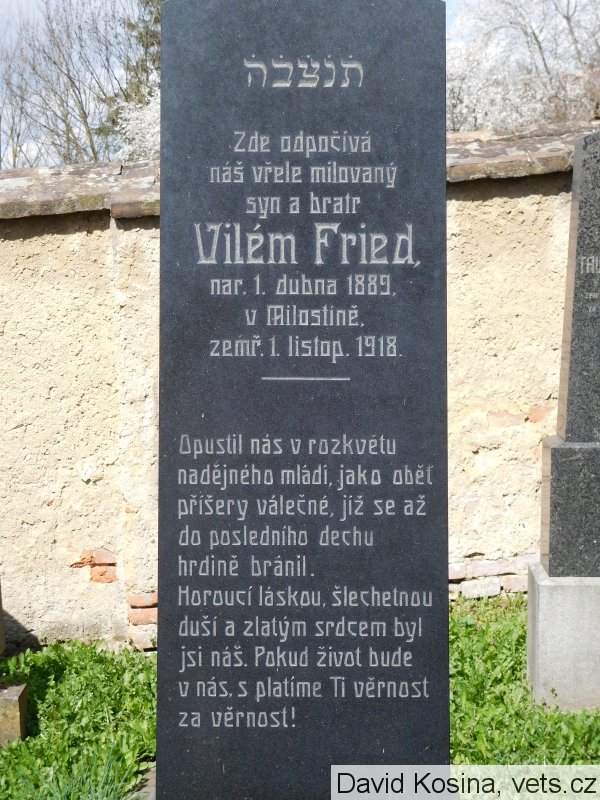 תנצבה
Zde odpočívá
náš vřele milovaný
syn a bratr
Vilém Fried,
nar. 1. dubna 1889,
v Milostíně,
zemř. 1. listop. 1918.
Opustil nás v rozkvětu
nadějného mládí, jako oběť
příšery válečné, jíž se až
do posledního dechu
hrdině bránil.
Horoucí láskou, šlechetnou
duší a zlatým srdcem byl
jsi náš. Pokud život bude
v nás, s platíme Ti věrnost
za věrnost!
David Kosina, vets.cz